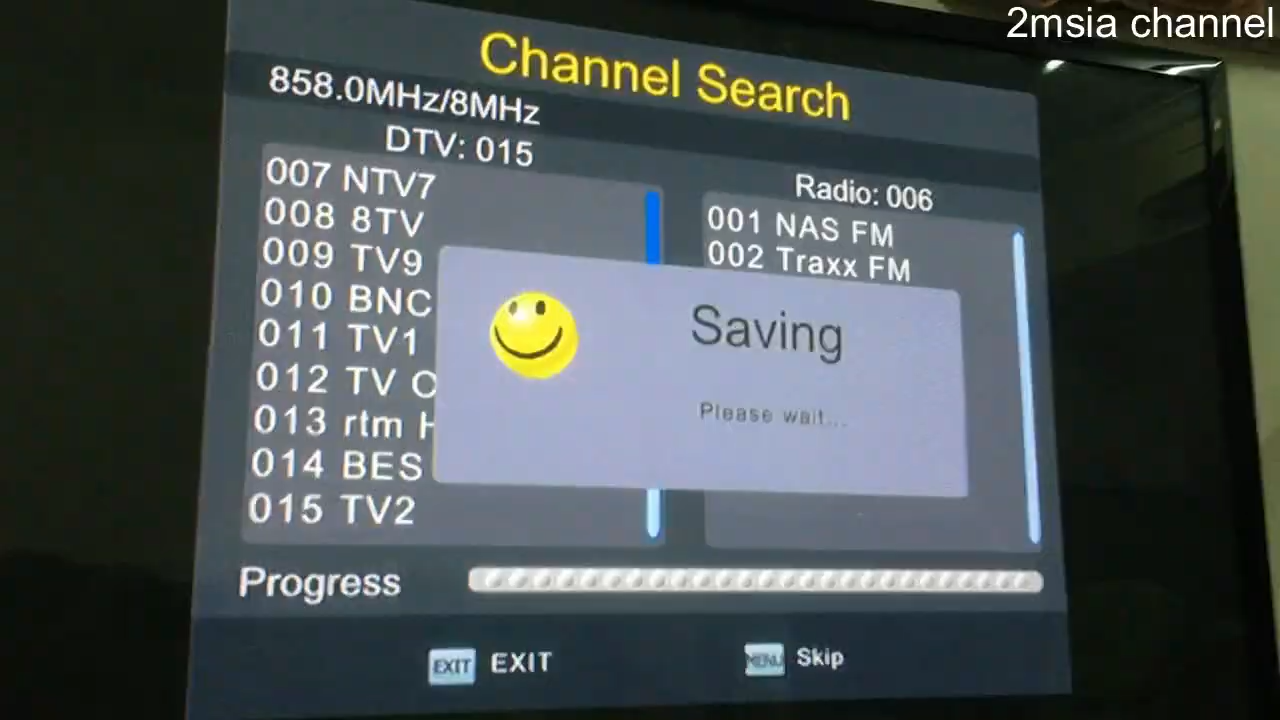 2msia channel
Channel Search
858.0MHz/8MHz
DTV: 015
007 NTV7
008 8TV
009 TV9
010 BNC
011 TV1
012 TV
013 rtm
014 BES
015 TV2
Radio: 006
001 NAS FM
002 Traxx FM
Saving
Please wait...
Progress
EXIT EXIT
MENU Skip